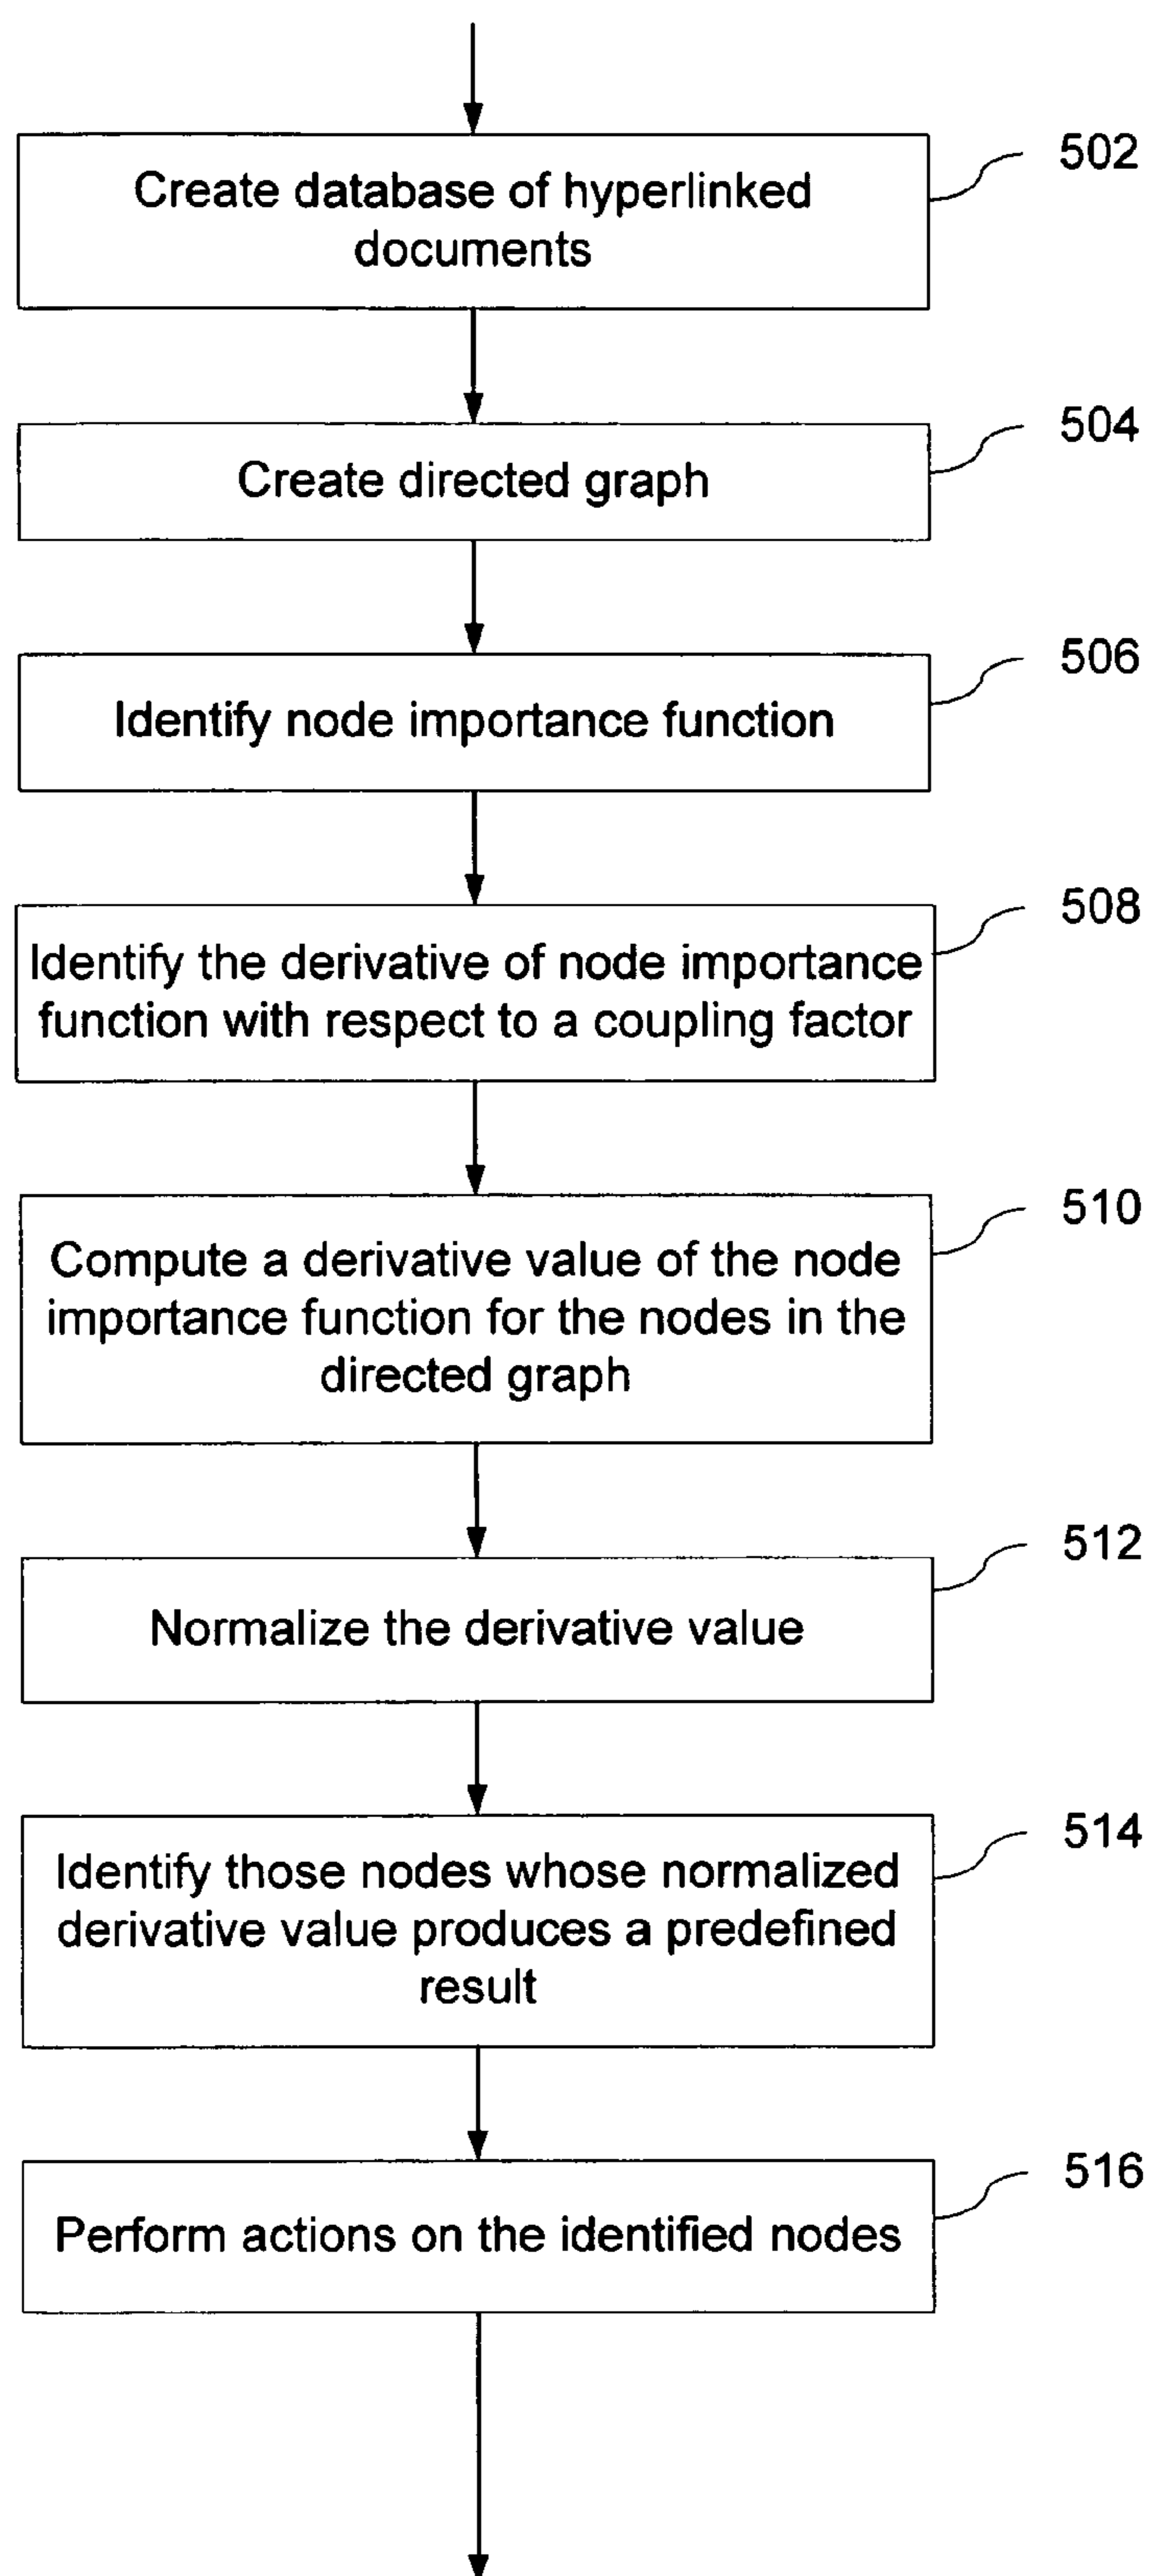 502
Create database of hyperlinked
documents
504
Create directed graph
506
Identify node importance function
508
Identify the derivative of node importance
function with respect to a coupling factor
510
Compute a derivative value of the node
importance function for the nodes in the
directed graph
512
Normalize the derivative value
514
Identify those nodes whose normalized
derivative value produces a predefined
result
516
Perform actions on the identified nodes